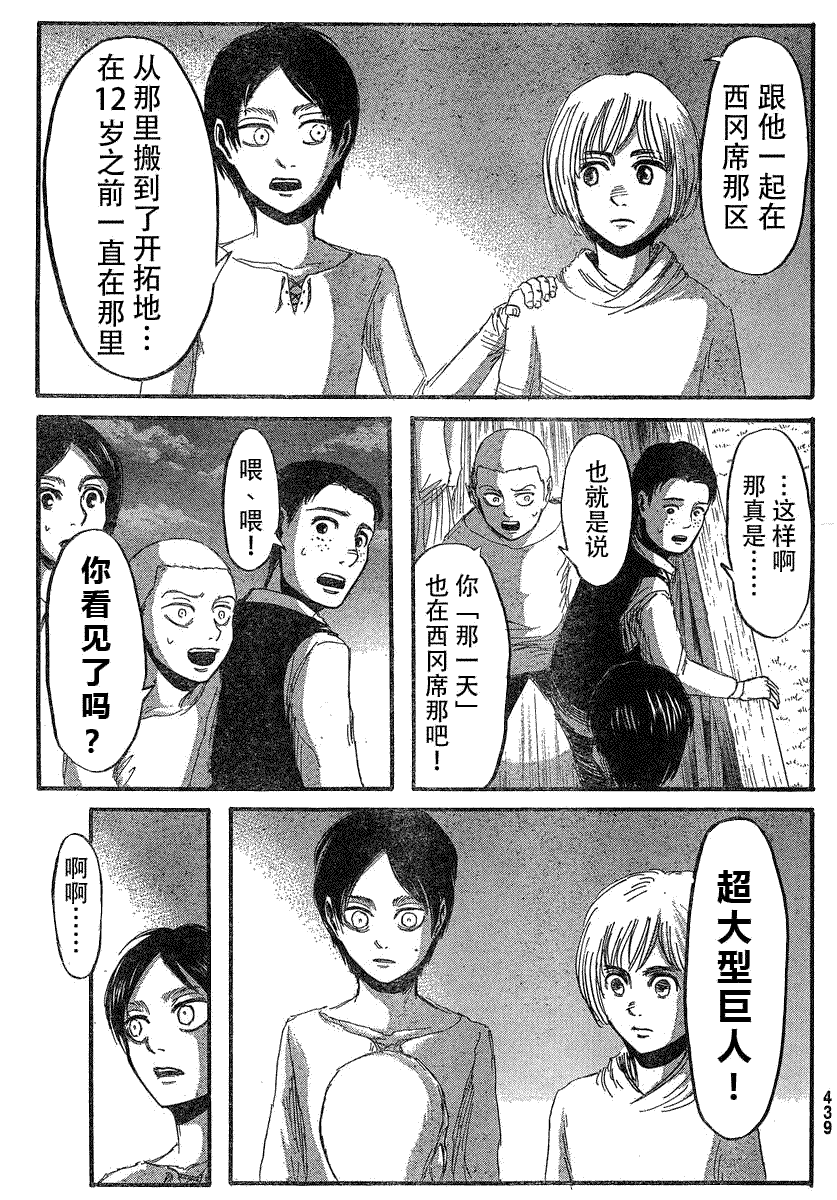 跟他一起在
西冈席那区
从那里搬到了开拓地…
在12岁之前一直在那里
…这样啊
那真是……
也就是说
你「那一天」
也在西冈席那吧！
喂、喂！
你看见了吗？
超大型巨人！
啊啊……
439